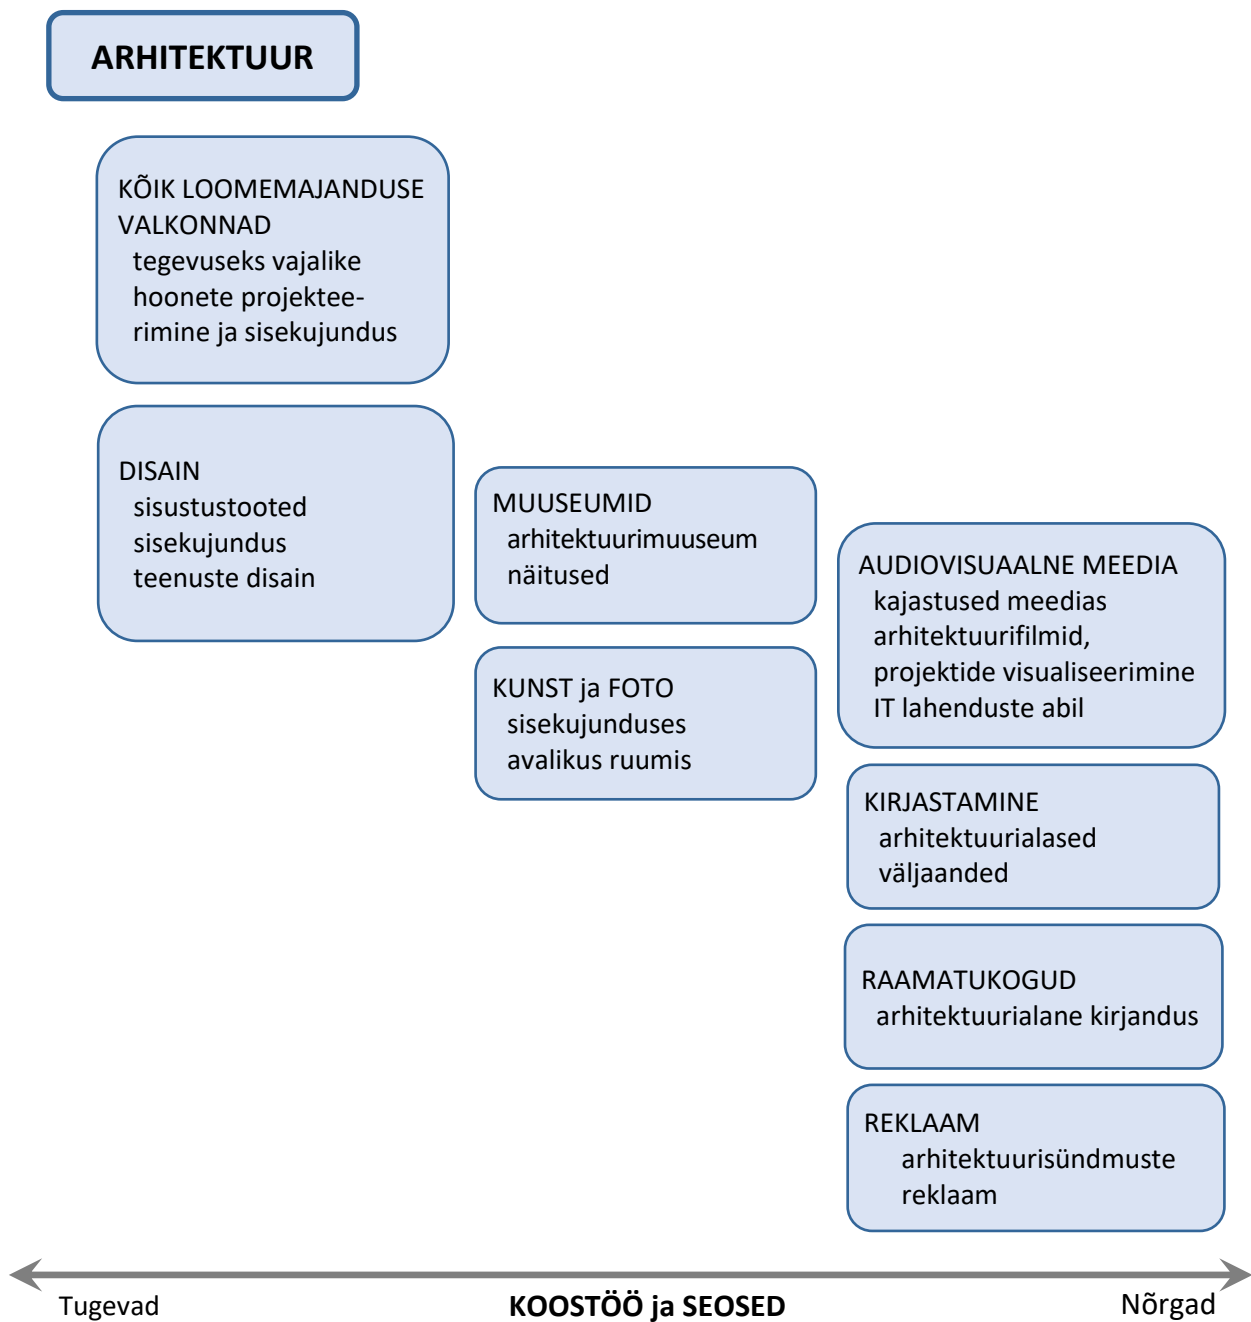 ARHITEKTUUR
KÕIK LOOMEMAJANDUSE
VALKONNAD
tegevuseks vajalike
hoonete projektee-
rimine ja sisekujundus
DISAIN
sisustustooted
sisekujundus
teenuste disain
MUUSEUMID
arhitektuurimuuseum
näitused
KUNST ja FOTO
sisekujunduses
avalikus ruumis
AUDIOVISUAALNE MEEDIA
kajastused meedias
arhitektuurifilmid,
projektide visualiseerimine
IT lahenduste abil
KIRJASTAMINE
arhitektuurialased
väljaanded
RAAMATUKOGUD
arhitektuurialane kirjandus
REKLAAM
arhitektuurisündmuste
reklaam
Tugevad
KOOSTÖÖ ja SEOSED
Nõrgad